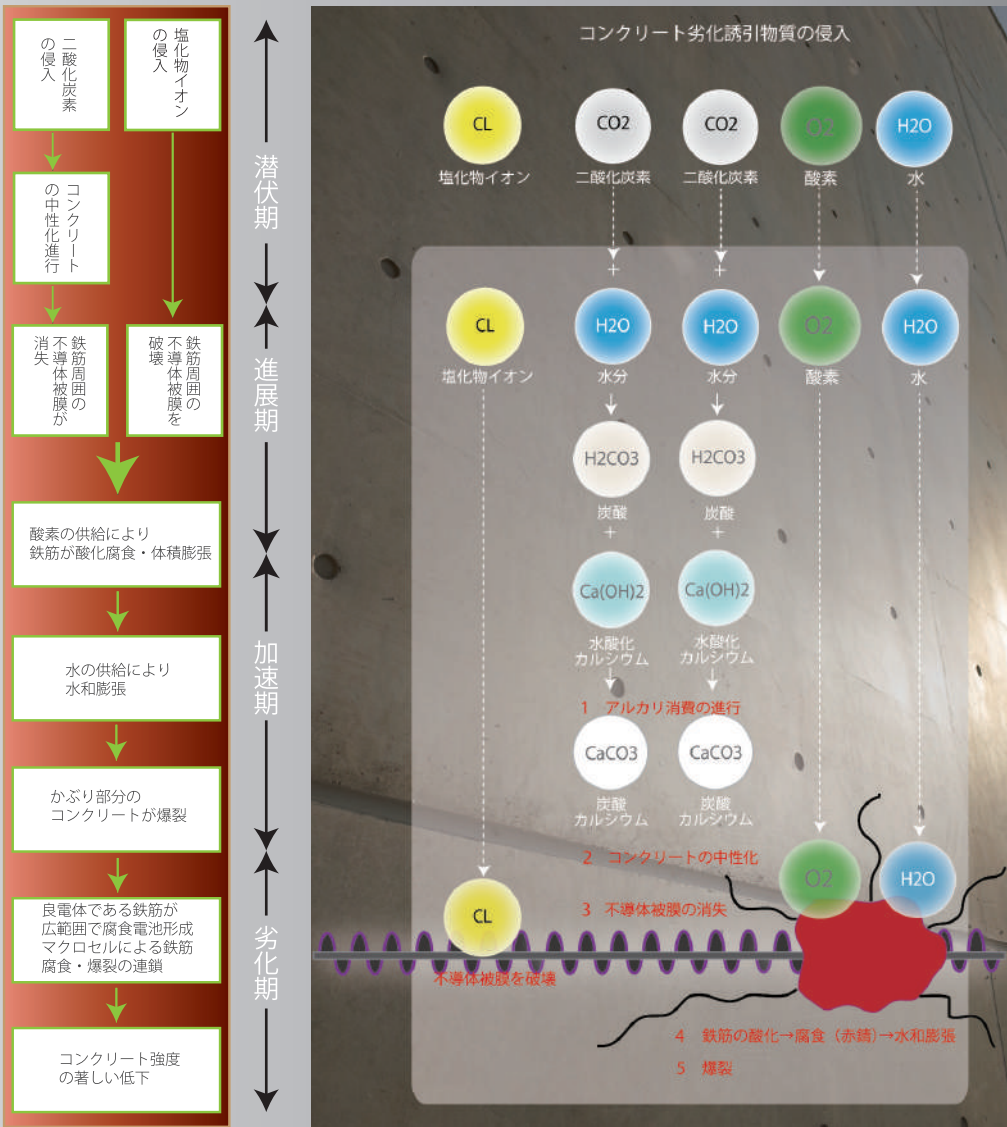 二酸化炭素
の侵入
塩化物イオン
の侵入
コンクリート
の中性化進行
鉄筋周囲の
不導体被膜が
消失
鉄筋周囲の
不導体被膜を
破壊
酸素の供給により
鉄筋が酸化腐食・体積膨張
水の供給により
水和膨張
かぶり部分の
コンクリートが爆裂
良電体である鉄筋が
広範囲で腐食電池形成
マクロセルによる鉄筋
腐食・爆裂の連鎖
コンクリート強度
の著しい低下
潜伏期
進展期
加速期
劣化期
コンクリート劣化誘引物質の侵入
CL
CO2
CO2
O2
H2O
塩化物イオン
二酸化炭素
二酸化炭素
酸素
水
+
+
CL
H2O
H2O
O2
H2O
塩化物イオン
水分
水分
酸素
水
H2CO3
H2CO3
炭酸
炭酸
+
+
Ca(OH)2
Ca(OH)2
水酸化
カルシウム
水酸化
カルシウム
1 アルカリ消費の進行
CaCO3
CaCO3
炭酸
カルシウム
炭酸
カルシウム
2 コンクリートの中性化
O2
H2O
3 不導体被膜の消失
CL
不導体被膜を破壊
4 鉄筋の酸化→腐食（赤錆）→水和膨張
5 爆裂